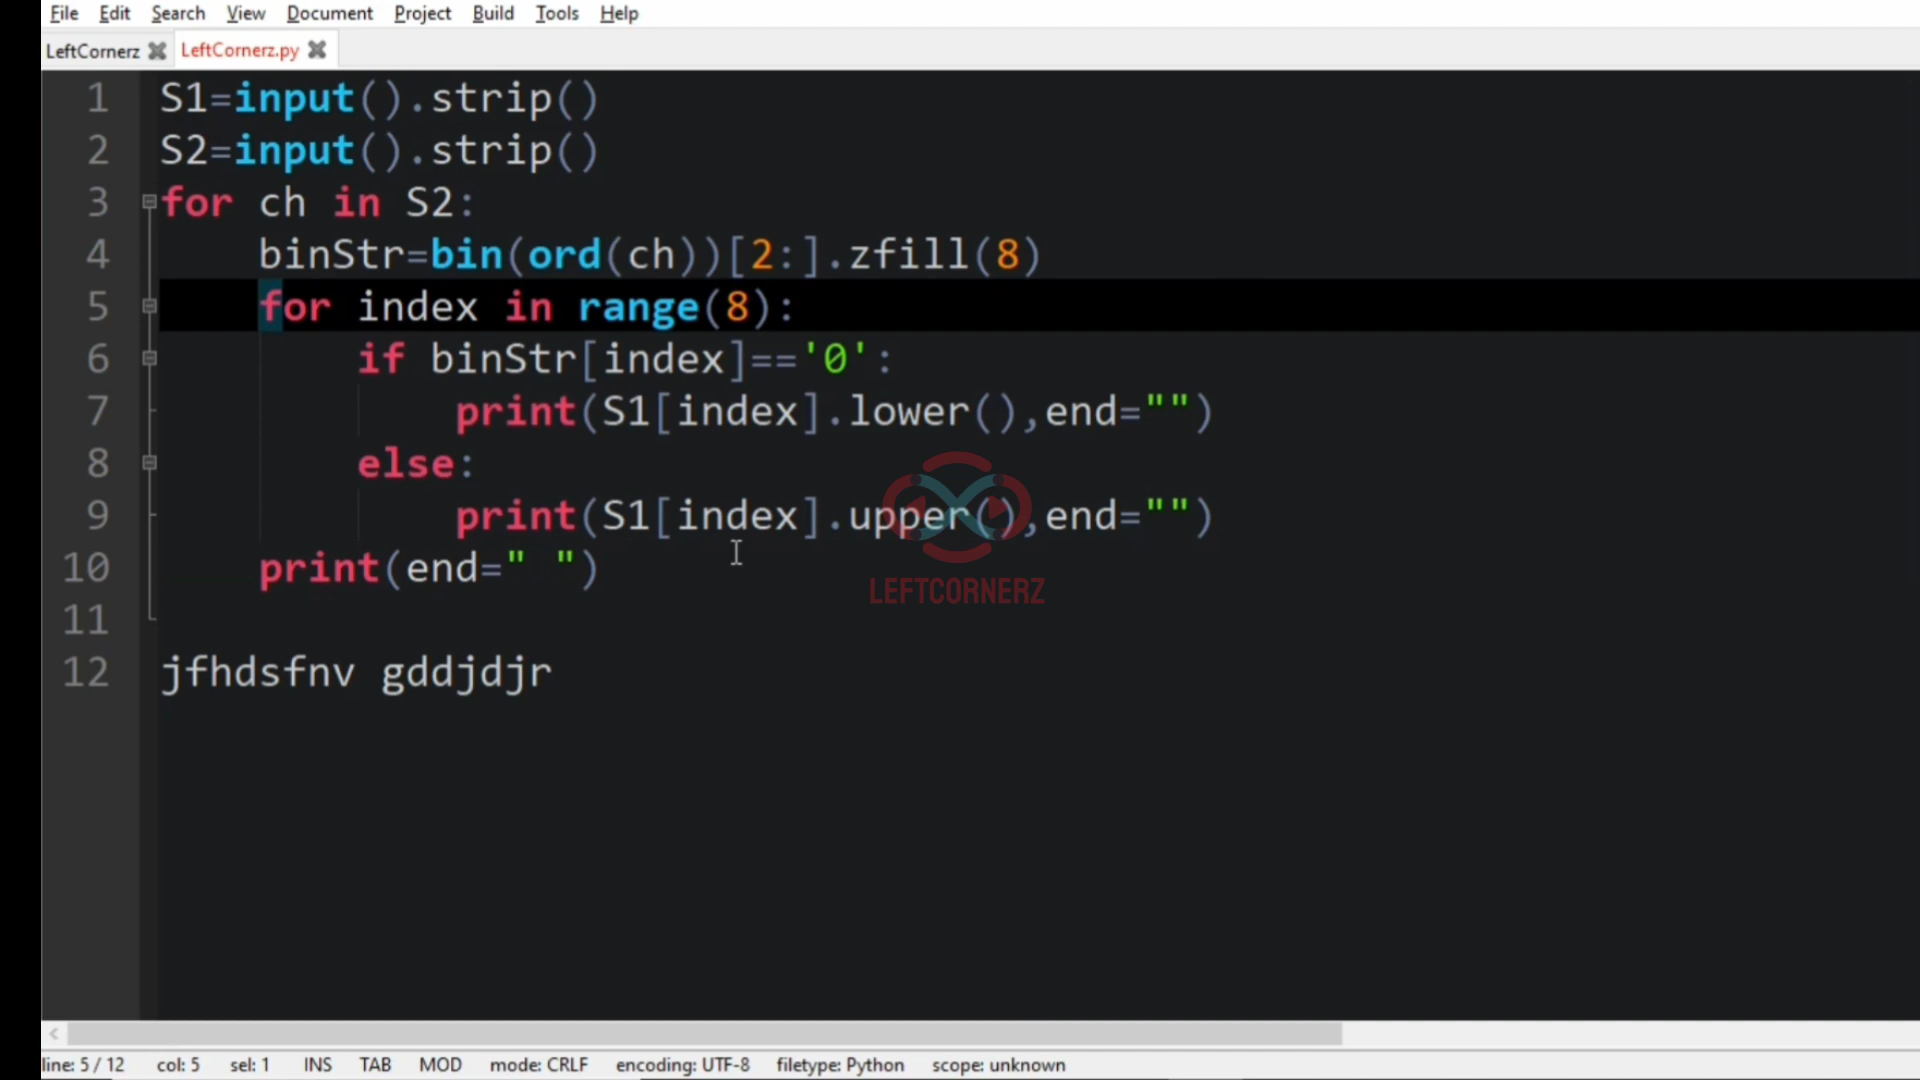 File Edit Search View Document Project Build Tools Help
LeftCornerz LeftCornerz.py
1 S1=input().strip()
2 S2=input().strip()
3 for ch in S2:
4     binStr=bin(ord(ch))[2:].zfill(8)
5     for index in range(8):
6         if binStr[index]=='0':
7             print(S1[index].lower(),end="")
8         else:
9             print(S1[index].upper(),end="")
10     print(end=" ")
11
12 jfhdsfnv gddjdjr
LEFTCORNERZ
line: 5 / 12 col: 5 sel: 1 INS TAB MOD mode: CRLF encoding: UTF-8 filetype: Python scope: unknown